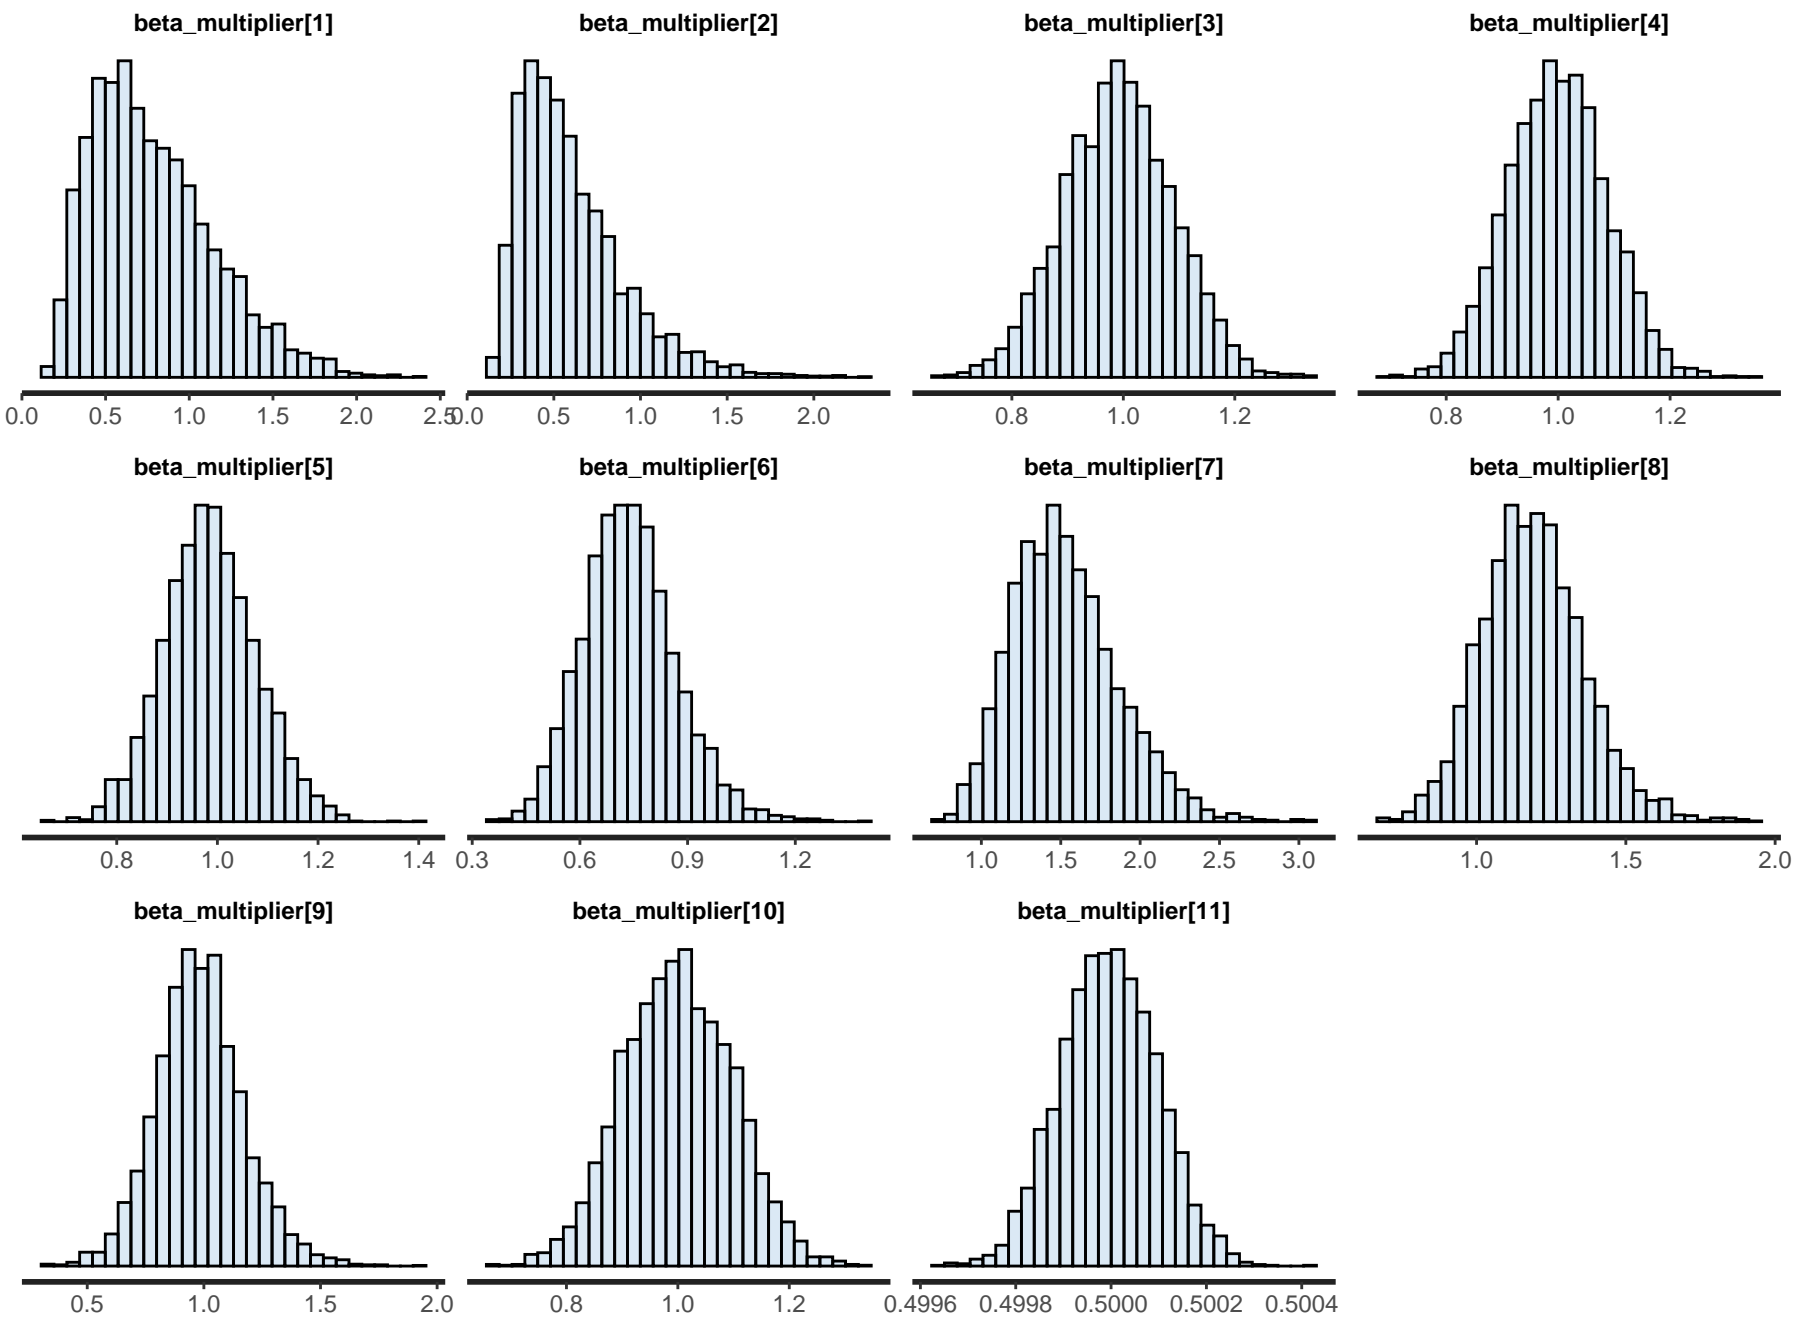 beta_multiplier[1] beta_multiplier[2] beta_multiplier[3] beta_multiplier[4]
0.0 0.5 1.0 1.5 2.0 2.5 0.0 0.5 1.0 1.5 2.0 0.8 1.0 1.2 0.8 1.0 1.2
beta_multiplier[5] beta_multiplier[6] beta_multiplier[7] beta_multiplier[8]
0.8 1.0 1.2 1.4 0.3 0.6 0.9 1.2 1.0 1.5 2.0 2.5 3.0 1.0 1.5 2.0
beta_multiplier[9] beta_multiplier[10] beta_multiplier[11]
0.5 1.0 1.5 2.0 0.8 1.0 1.2 0.4996 0.4998 0.5000 0.5002 0.5004